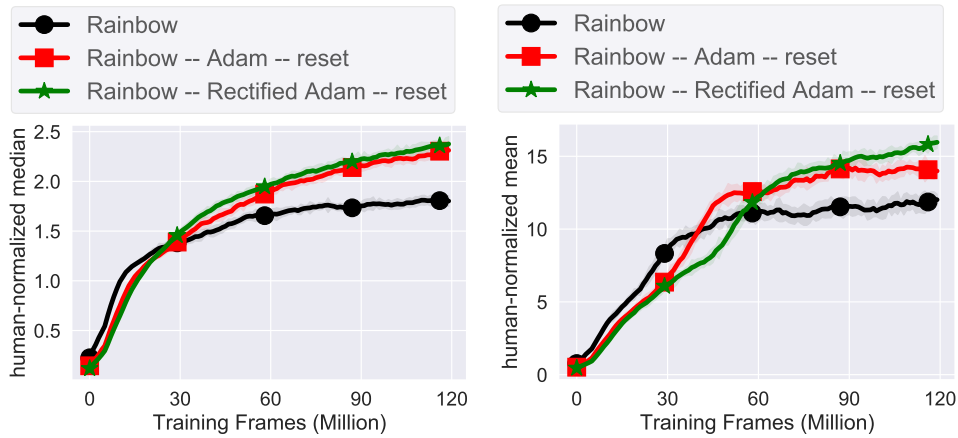 Rainbow
Rainbow -- Adam -- reset
Rainbow -- Rectified Adam -- reset
human-normalized median
2.5
2.0
1.5
1.0
0.5
0
30
60
90
120
Training Frames (Million)
Rainbow
Rainbow -- Adam -- reset
Rainbow -- Rectified Adam -- reset
human-normalized mean
15
10
5
0
0
30
60
90
120
Training Frames (Million)